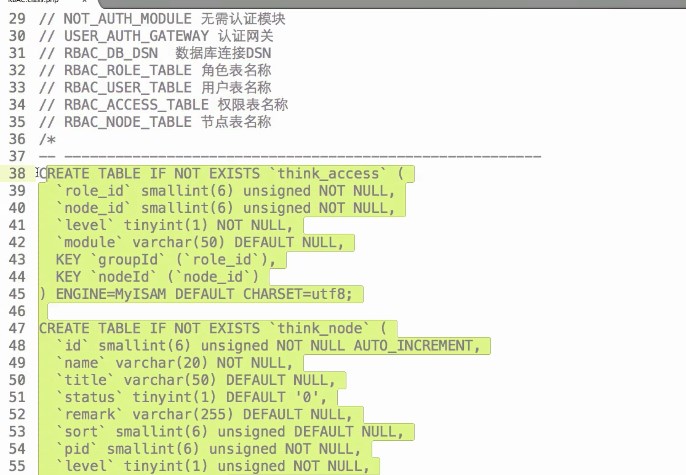 RBAC.class.php
29 // NOT_AUTH_MODULE 无需认证模块
30 // USER_AUTH_GATEWAY 认证网关
31 // RBAC_DB_DSN  数据库连接DSN
32 // RBAC_ROLE_TABLE 角色表名称
33 // RBAC_USER_TABLE 用户表名称
34 // RBAC_ACCESS_TABLE 权限表名称
35 // RBAC_NODE_TABLE 节点表名称
36 /*
37 -- --------------------------------------------------------
38 CREATE TABLE IF NOT EXISTS `think_access` (
39   `role_id` smallint(6) unsigned NOT NULL,
40   `node_id` smallint(6) unsigned NOT NULL,
41   `level` tinyint(1) NOT NULL,
42   `module` varchar(50) DEFAULT NULL,
43   KEY `groupId` (`role_id`),
44   KEY `nodeId` (`node_id`)
45 ) ENGINE=MyISAM DEFAULT CHARSET=utf8;
46
47 CREATE TABLE IF NOT EXISTS `think_node` (
48   `id` smallint(6) unsigned NOT NULL AUTO_INCREMENT,
49   `name` varchar(20) NOT NULL,
50   `title` varchar(50) DEFAULT NULL,
51   `status` tinyint(1) DEFAULT '0',
52   `remark` varchar(255) DEFAULT NULL,
53   `sort` smallint(6) unsigned DEFAULT NULL,
54   `pid` smallint(6) unsigned NOT NULL,
55   `level` tinyint(1) unsigned NOT NULL,